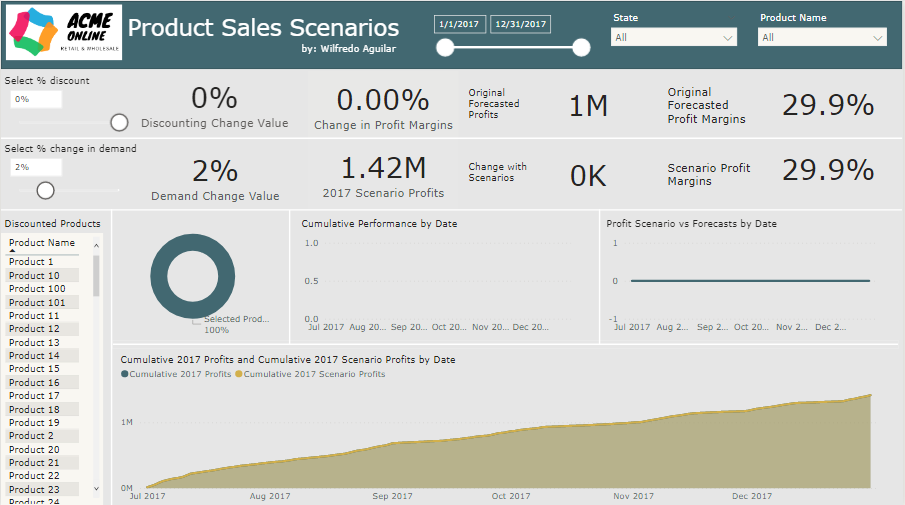 ACME
ONLINE
RETAIL & WHOLESALE
Product Sales Scenarios
by: Wilfredo Aguilar
1/1/2017
12/31/2017
State
All
Product Name
All
Select % discount
0%
0%
Discounting Change Value
0.00%
Change in Profit Margins
Original
Forecasted
Profits
1M
Original
Forecasted
Profit Margins
29.9%
Select % change in demand
2%
2%
Demand Change Value
1.42M
2017 Scenario Profits
Change with
Scenarios
0K
Scenario Profit
Margins
29.9%
Discounted Products
Product Name
Product 1
Product 10
Product 100
Product 101
Product 11
Product 12
Product 13
Product 14
Product 15
Product 16
Product 17
Product 18
Product 19
Product 2
Product 20
Product 21
Product 22
Product 23
Product 24
Selected Prod...
100%
Cumulative Performance by Date
1.0
0.5
0.0
Jul 2017 Aug 20... Sep 20... Oct 20... Nov 20... Dec 20...
Profit Scenario vs Forecasts by Date
1
0
-1
Jul 2017 Aug 2... Sep 20... Oct 20... Nov 2... Dec 2...
Cumulative 2017 Profits and Cumulative 2017 Scenario Profits by Date
Cumulative 2017 Profits Cumulative 2017 Scenario Profits
1M
0M
Jul 2017 Aug 2017 Sep 2017 Oct 2017 Nov 2017 Dec 2017